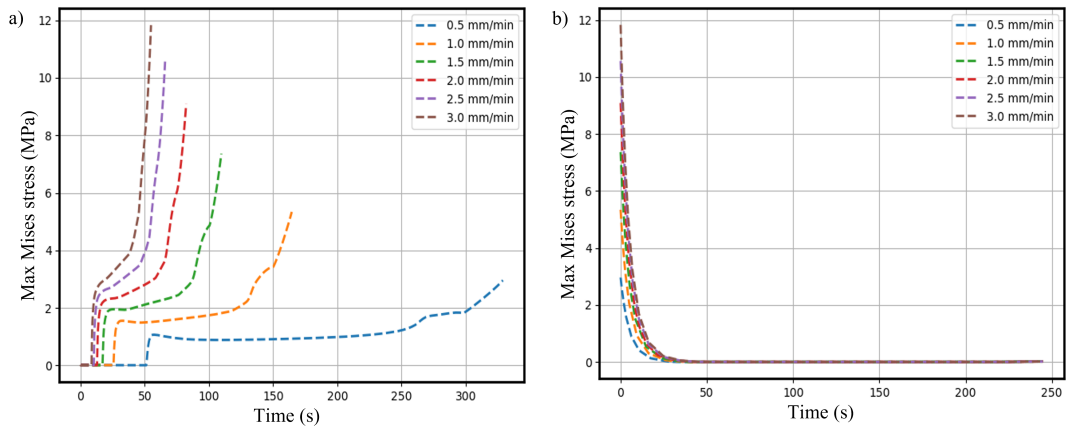 a)
Max Mises stress (MPa)
12
10
8
6
4
2
0
0
50
100
150
200
250
300
Time (s)
0.5 mm/min
1.0 mm/min
1.5 mm/min
2.0 mm/min
2.5 mm/min
3.0 mm/min
b)
Max Mises stress (MPa)
12
10
8
6
4
2
0
0
50
100
150
200
250
Time (s)
0.5 mm/min
1.0 mm/min
1.5 mm/min
2.0 mm/min
2.5 mm/min
3.0 mm/min